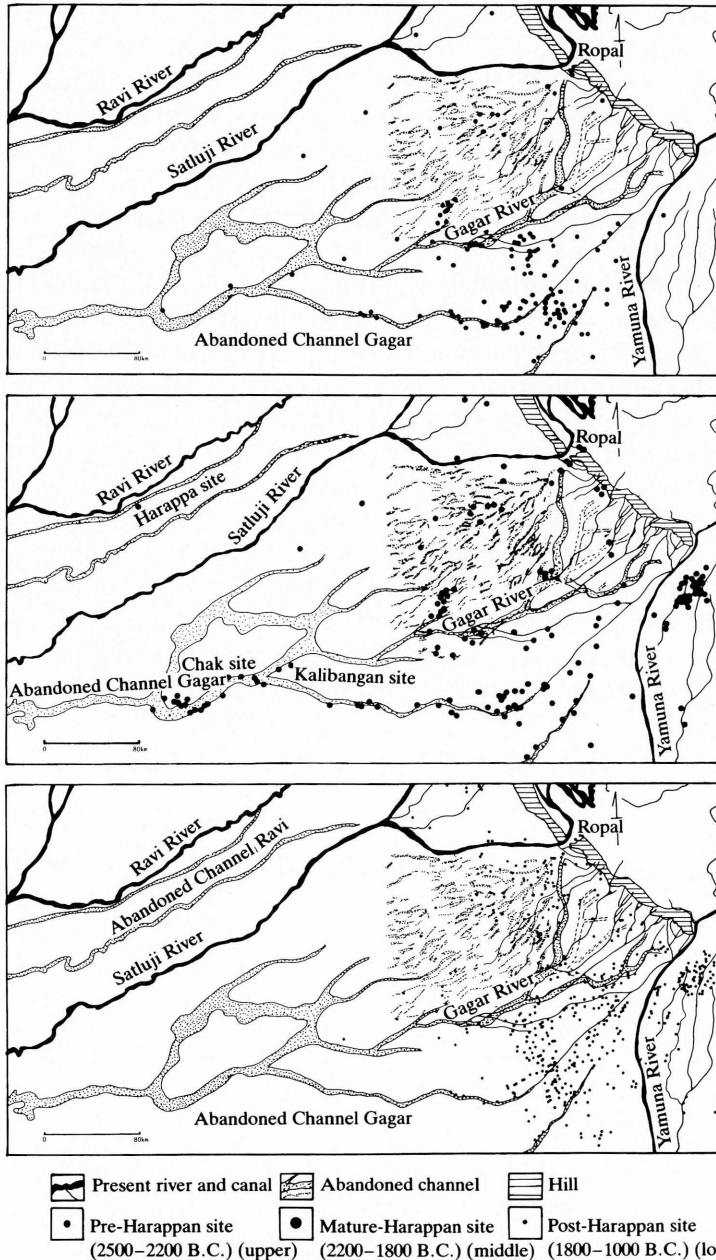 Ropal
Ravi River
Satluji River
Gagar River
Yamuna River
Abandoned Channel Gagar
0 80km
Ropal
Ravi River
Harappa site
Satluji River
Gagar River
Chak site
Abandoned Channel Gagar
Kalibangan site
Yamuna River
0 80km
Ropal
Ravi River
Abandoned Channel, Ravi
Satluji River
Gagar River
Yamuna River
Abandoned Channel Gagar
0 80km
Present river and canal Abandoned channel Hill
Pre-Harappan site Mature-Harappan site Post-Harappan site
(2500–2200 B.C.) (upper) (2200–1800 B.C.) (middle) (1800–1000 B.C.) (lo